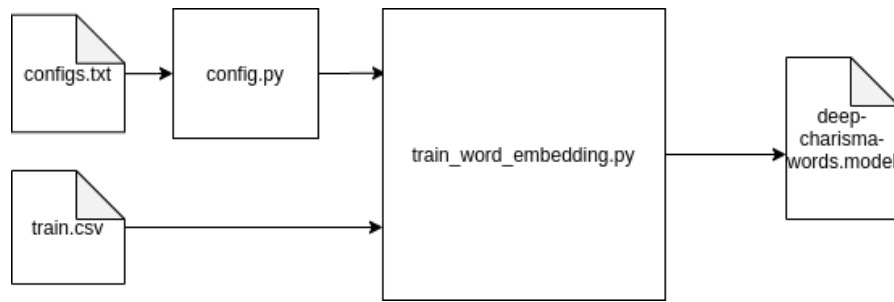 configs.txt
config.py
train_word_embedding.py
deep-
charisma-
words.model
train.csv